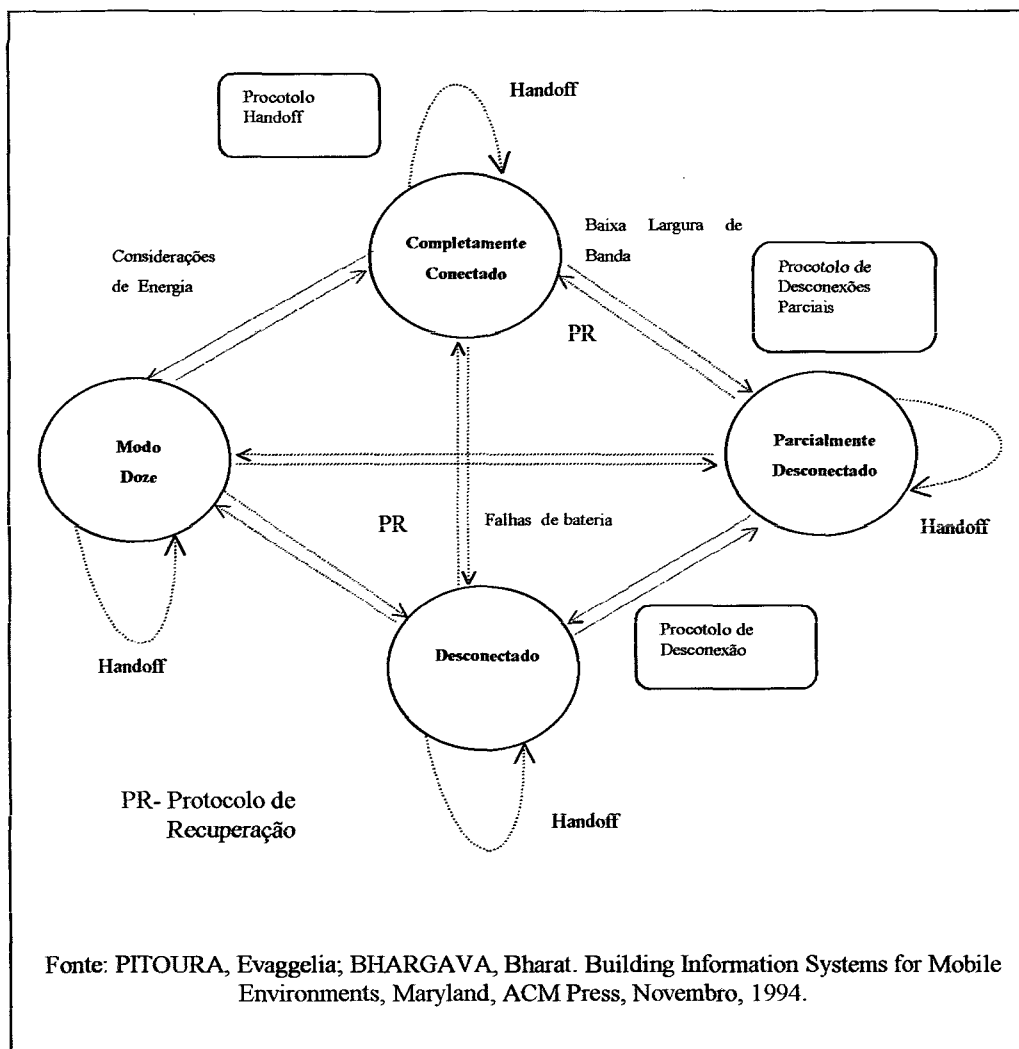 Procotolo
Handoff
Handoff
Completamente
Conectado
Baixa Largura de
Banda
Considerações
de Energia
Procotolo de
Desconexões
Parciais
PR
Modo
Doze
Parcialmente
Desconectado
PR
Falhas de bateria
Handoff
Handoff
Desconectado
Procotolo de
Desconexão
PR- Protocolo de
Recuperação
Handoff
Fonte: PITOURA, Evaggelia; BHARGAVA, Bharat. Building Information Systems for Mobile
Environments, Maryland, ACM Press, Novembro, 1994.